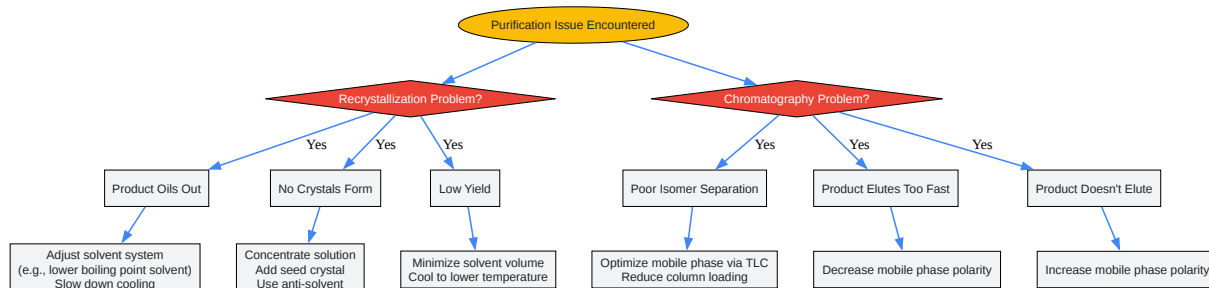 Purification Issue Encountered
Recrystallization Problem?
Chromatography Problem?
Yes
Yes
Yes
Yes
Yes
Yes
Product Oils Out
No Crystals Form
Low Yield
Poor Isomer Separation
Product Elutes Too Fast
Product Doesn't Elute
Adjust solvent system
(e.g., lower boiling point solvent)
Slow down cooling
Concentrate solution
Add seed crystal
Use anti-solvent
Minimize solvent volume
Cool to lower temperature
Optimize mobile phase via TLC
Reduce column loading
Decrease mobile phase polarity
Increase mobile phase polarity